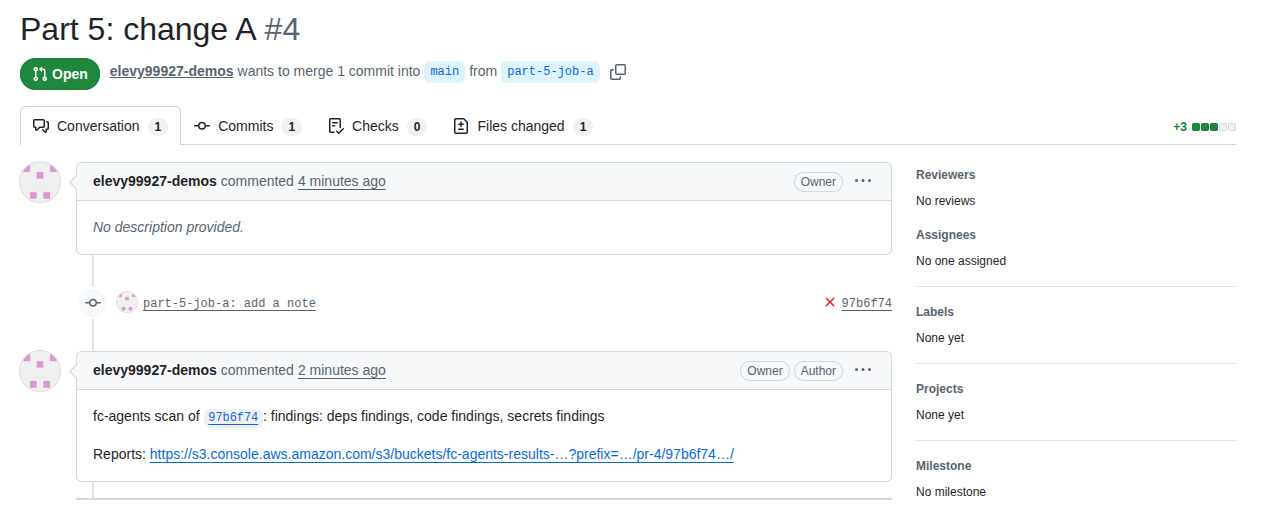 Part 5: change A #4
Open elevy99927-demos wants to merge 1 commit into main from part-5-job-a
Conversation 1 Commits 1 Checks 0 Files changed 1 +3
elevy99927-demos commented 4 minutes ago Owner
No description provided.
part-5-job-a: add a note 97b6f74
elevy99927-demos commented 2 minutes ago Owner Author
fc-agents scan of 97b6f74: findings: deps findings, code findings, secrets findings
Reports: https://s3.console.aws.amazon.com/s3/buckets/fc-agents-results-…?prefix=…/pr-4/97b6f74…/
Reviewers
No reviews
Assignees
No one assigned
Labels
None yet
Projects
None yet
Milestone
No milestone